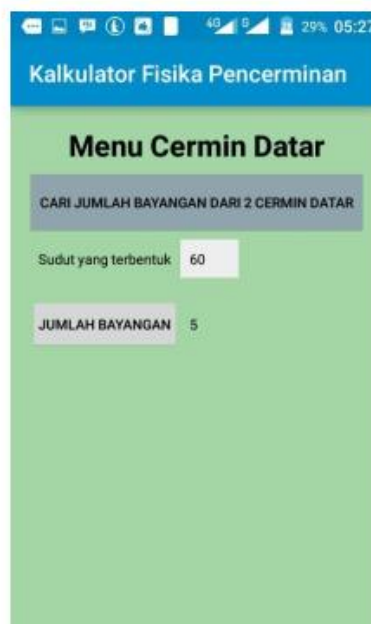 4G G 29% 05:27
Kalkulator Fisika Pencerminan
Menu Cermin Datar
CARI JUMLAH BAYANGAN DARI 2 CERMIN DATAR
Sudut yang terbentuk 60
JUMLAH BAYANGAN 5